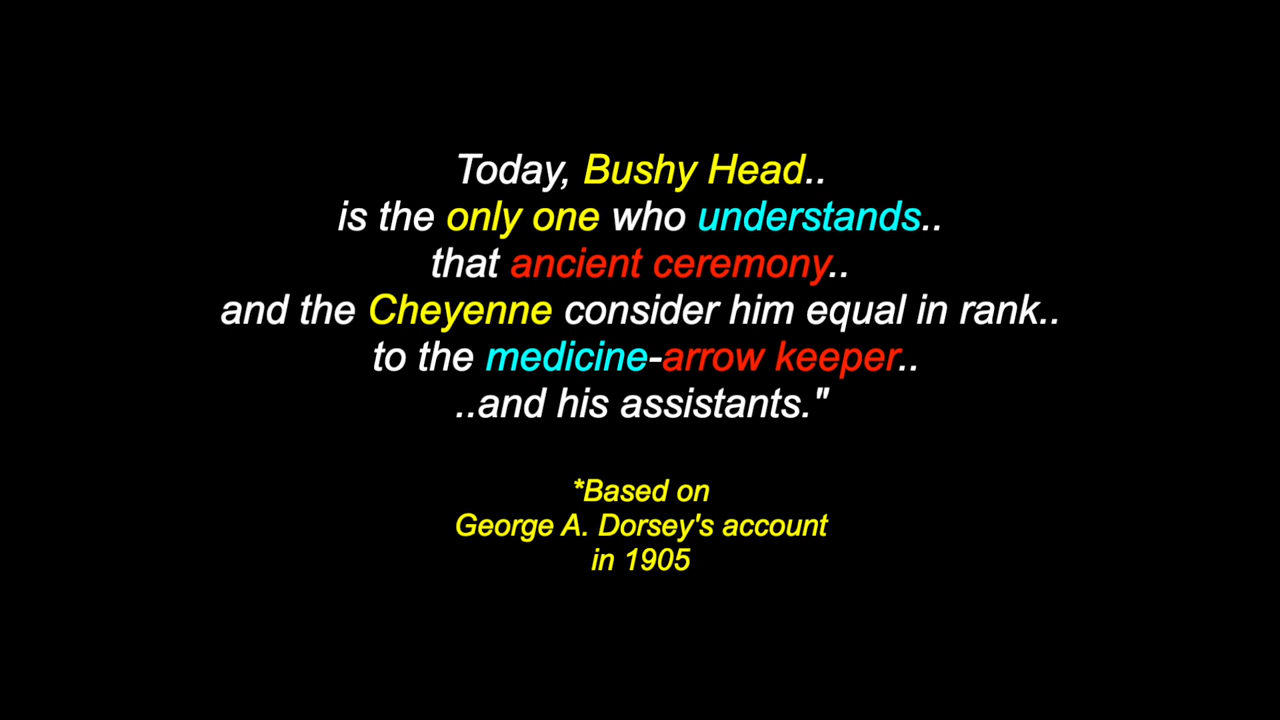 Today, Bushy Head..
is the only one who understands..
that ancient ceremony..
and the Cheyenne consider him equal in rank..
to the medicine-arrow keeper..
..and his assistants."
*Based on
George A. Dorsey's account
in 1905